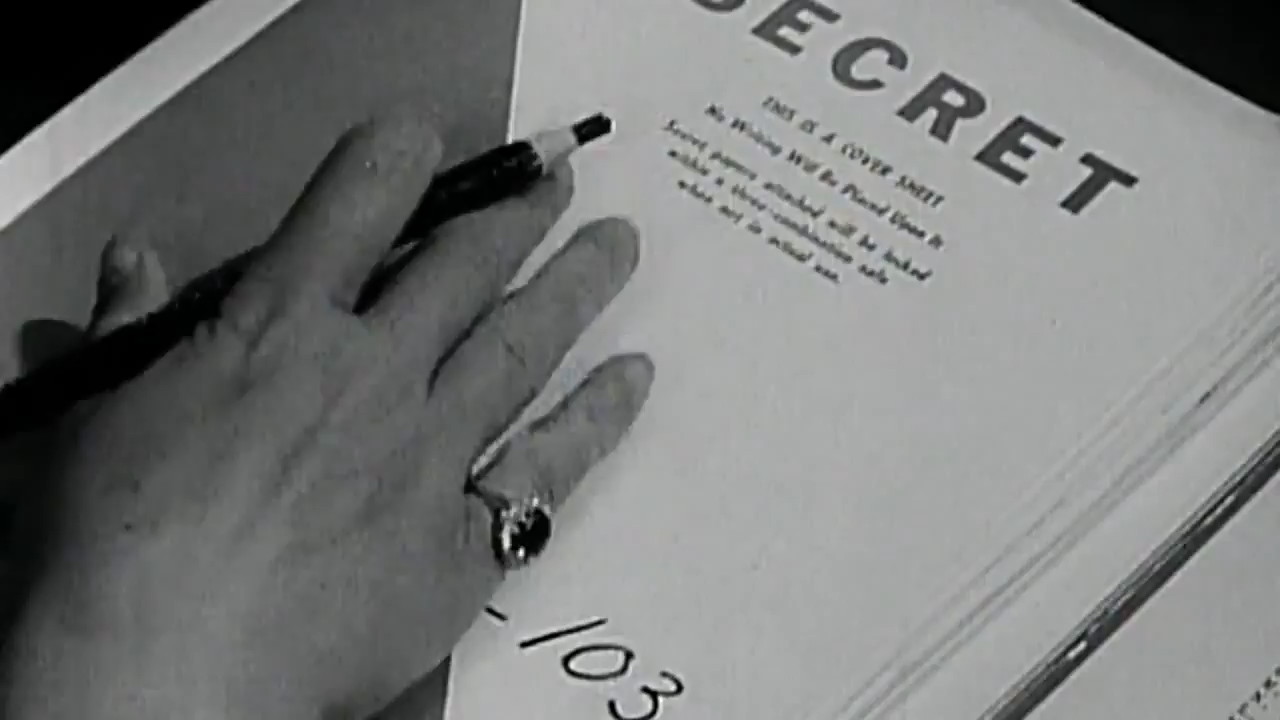 SECRET
THIS IS A COVER SHEET
No Writing Will Be Placed Upon It
Secret papers attached will be locked
within a three-combination safe
when not in actual use.
-103